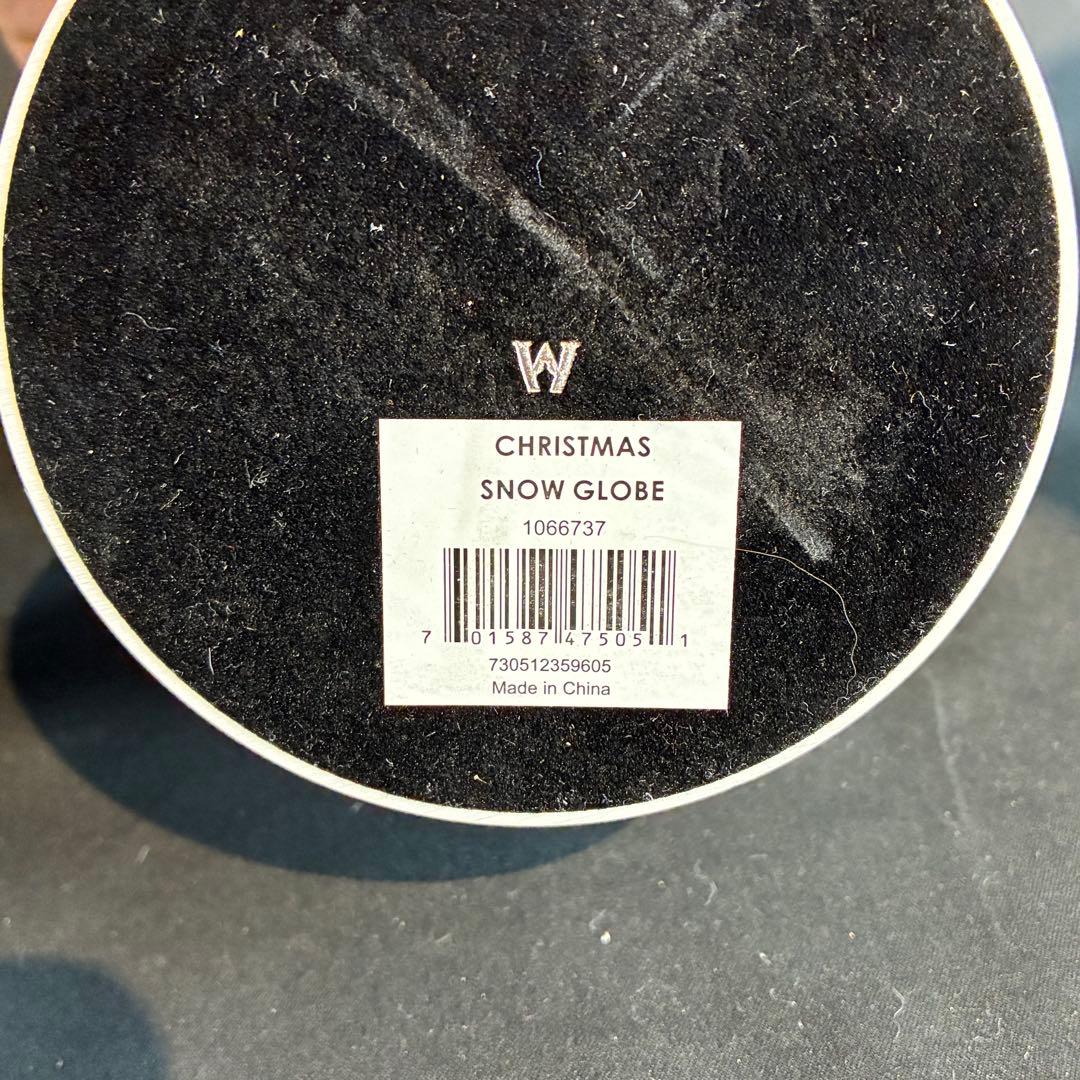 W
CHRISTMAS
SNOW GLOBE
1066737
7 01587 47505 1
730512359605
Made in China